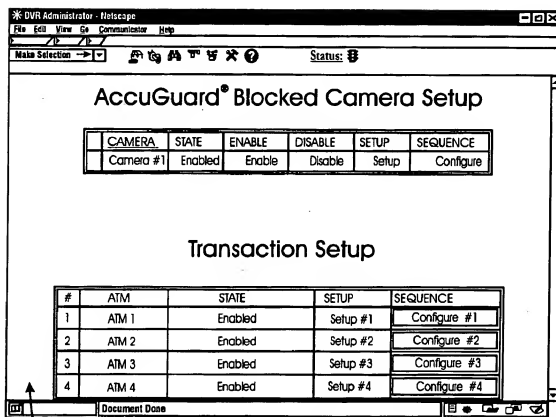 DVR Administrator - Netscape
File Edit View Go Communicator Help
Make Selection
Status:
AccuGuard® Blocked Camera Setup
CAMERA STATE ENABLE DISABLE SETUP SEQUENCE
Camera #1 Enabled Enable Disable Setup Configure
Transaction Setup
# ATM STATE SETUP SEQUENCE
1 ATM 1 Enabled Setup #1 Configure #1
2 ATM 2 Enabled Setup #2 Configure #2
3 ATM 3 Enabled Setup #3 Configure #3
4 ATM 4 Enabled Setup #4 Configure #4
Document Done